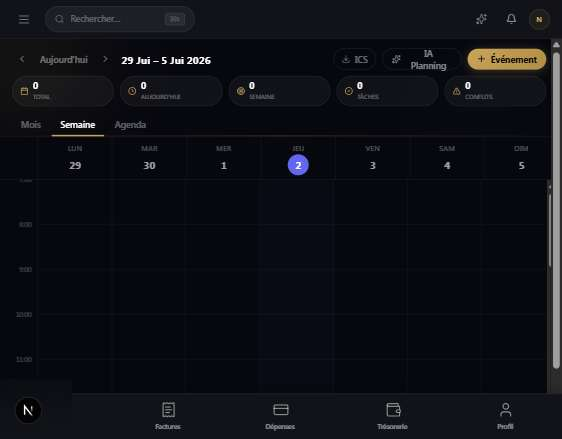 Rechercher...
⌘K
N
Aujourd'hui
29 Jui – 5 Jui 2026
ICS
IA Planning
+ Événement
0
TOTAL
0
AUJOURD'HUI
0
SEMAINE
0
TÂCHES
0
CONFLITS
Mois
Semaine
Agenda
LUN
MAR
MER
JEU
VEN
SAM
DIM
29
30
1
2
3
4
5
8:00
9:00
10:00
11:00
N
Factures
Dépenses
Trésorerie
Profil